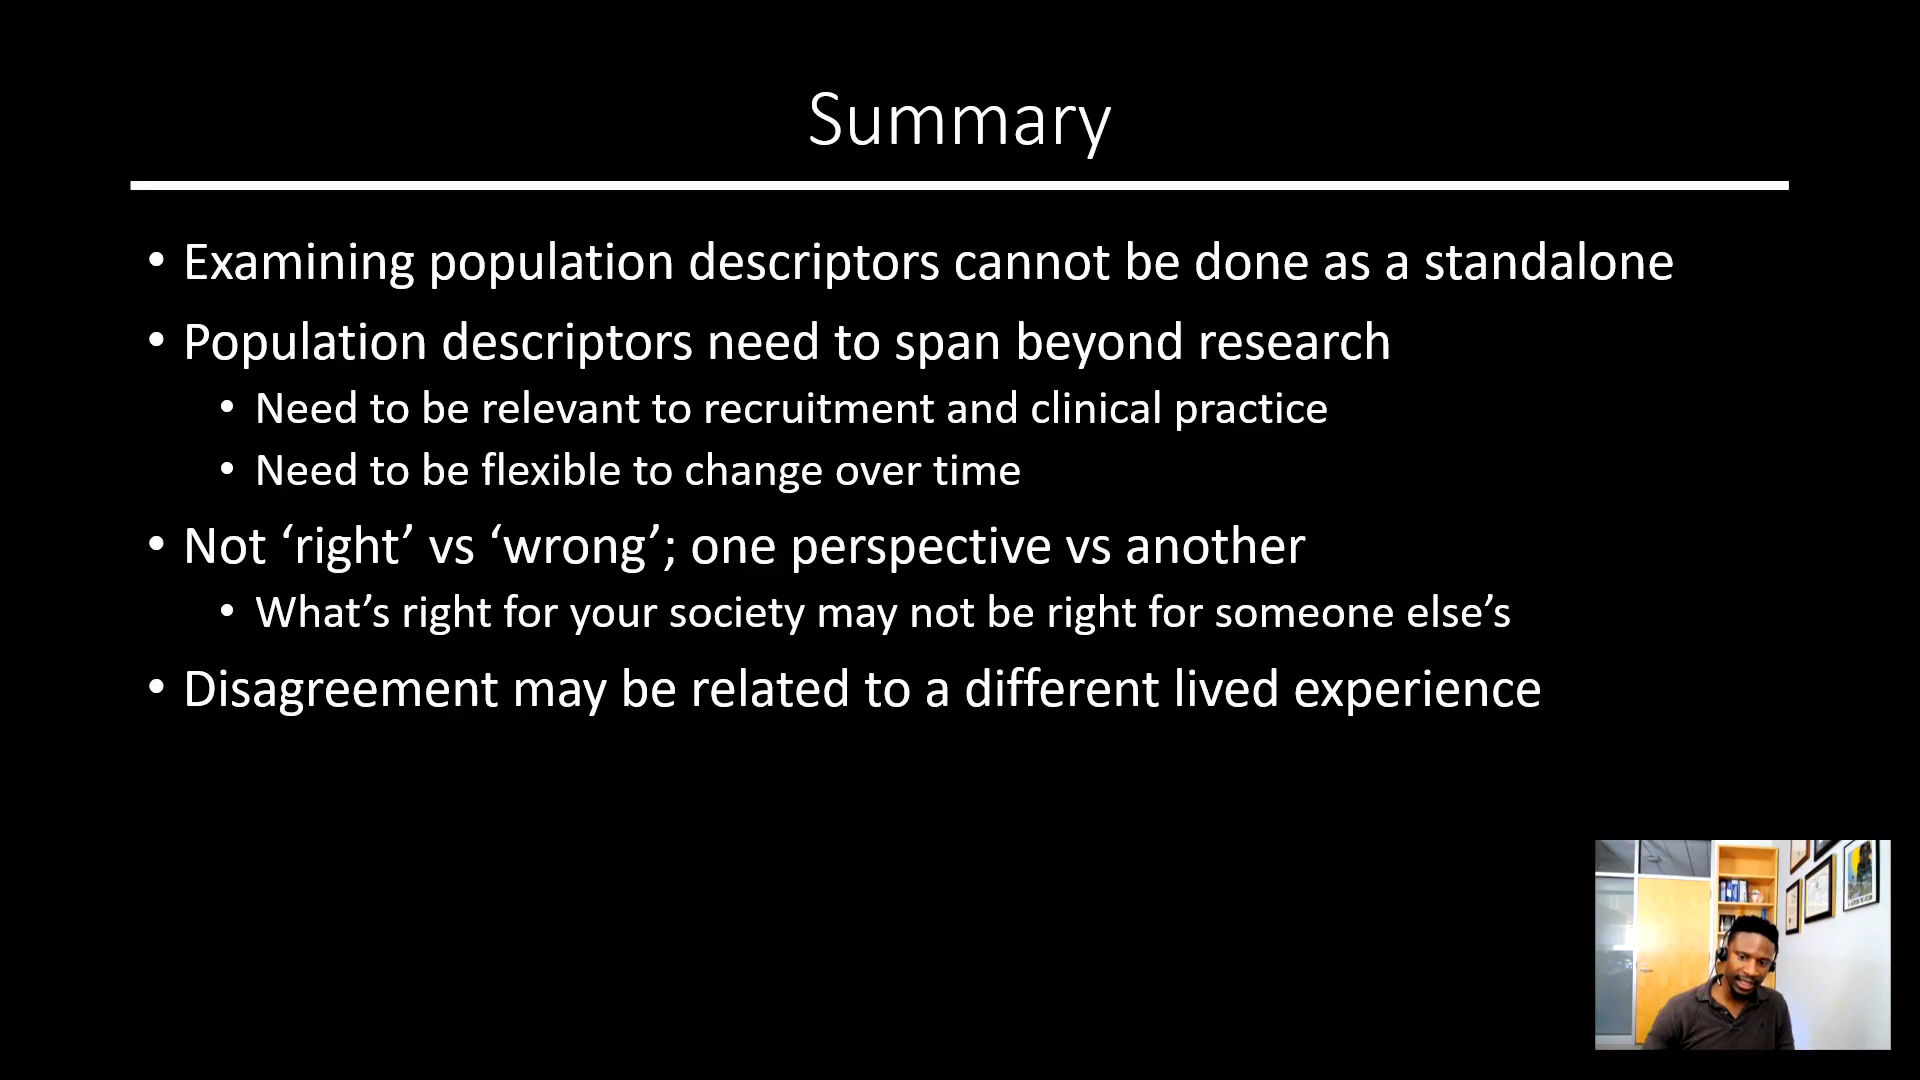 Summary
• Examining population descriptors cannot be done as a standalone
• Population descriptors need to span beyond research
• Need to be relevant to recruitment and clinical practice
• Need to be flexible to change over time
• Not ‘right’ vs ‘wrong’; one perspective vs another
• What’s right for your society may not be right for someone else’s
• Disagreement may be related to a different lived experience